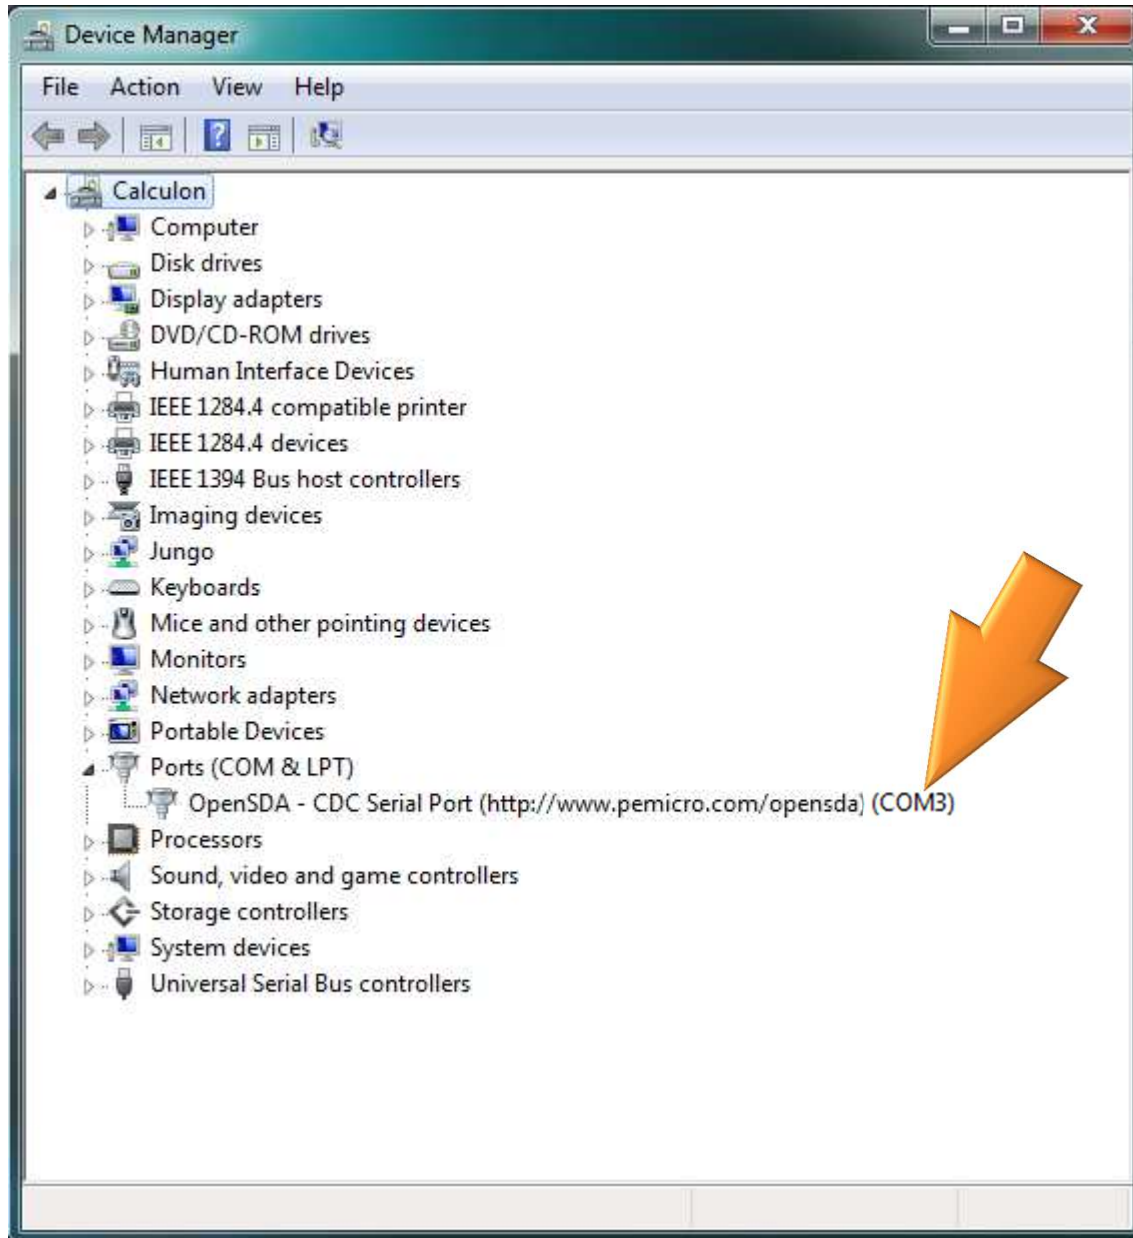 Device Manager
File Action View Help
Calculon
Computer
Disk drives
Display adapters
DVD/CD-ROM drives
Human Interface Devices
IEEE 1284.4 compatible printer
IEEE 1284.4 devices
IEEE 1394 Bus host controllers
Imaging devices
Jungo
Keyboards
Mice and other pointing devices
Monitors
Network adapters
Portable Devices
Ports (COM & LPT)
OpenSDA - CDC Serial Port (http://www.pemicro.com/opensda) (COM3)
Processors
Sound, video and game controllers
Storage controllers
System devices
Universal Serial Bus controllers